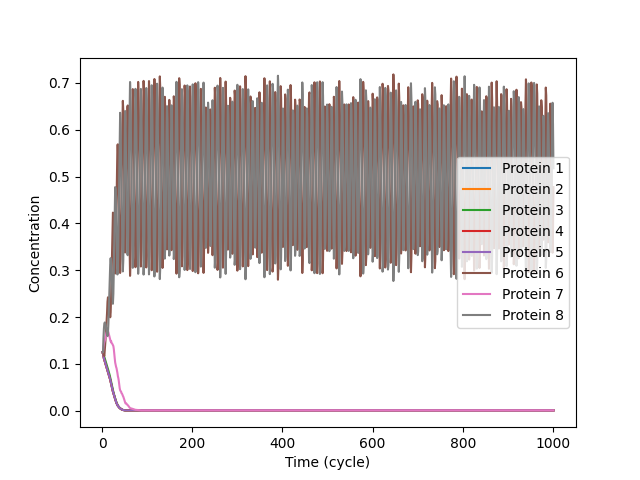 0.7
0.6
0.5
0.4
0.3
0.2
0.1
0.0
Concentration
0
200
400
600
800
1000
Time (cycle)
Protein 1
Protein 2
Protein 3
Protein 4
Protein 5
Protein 6
Protein 7
Protein 8